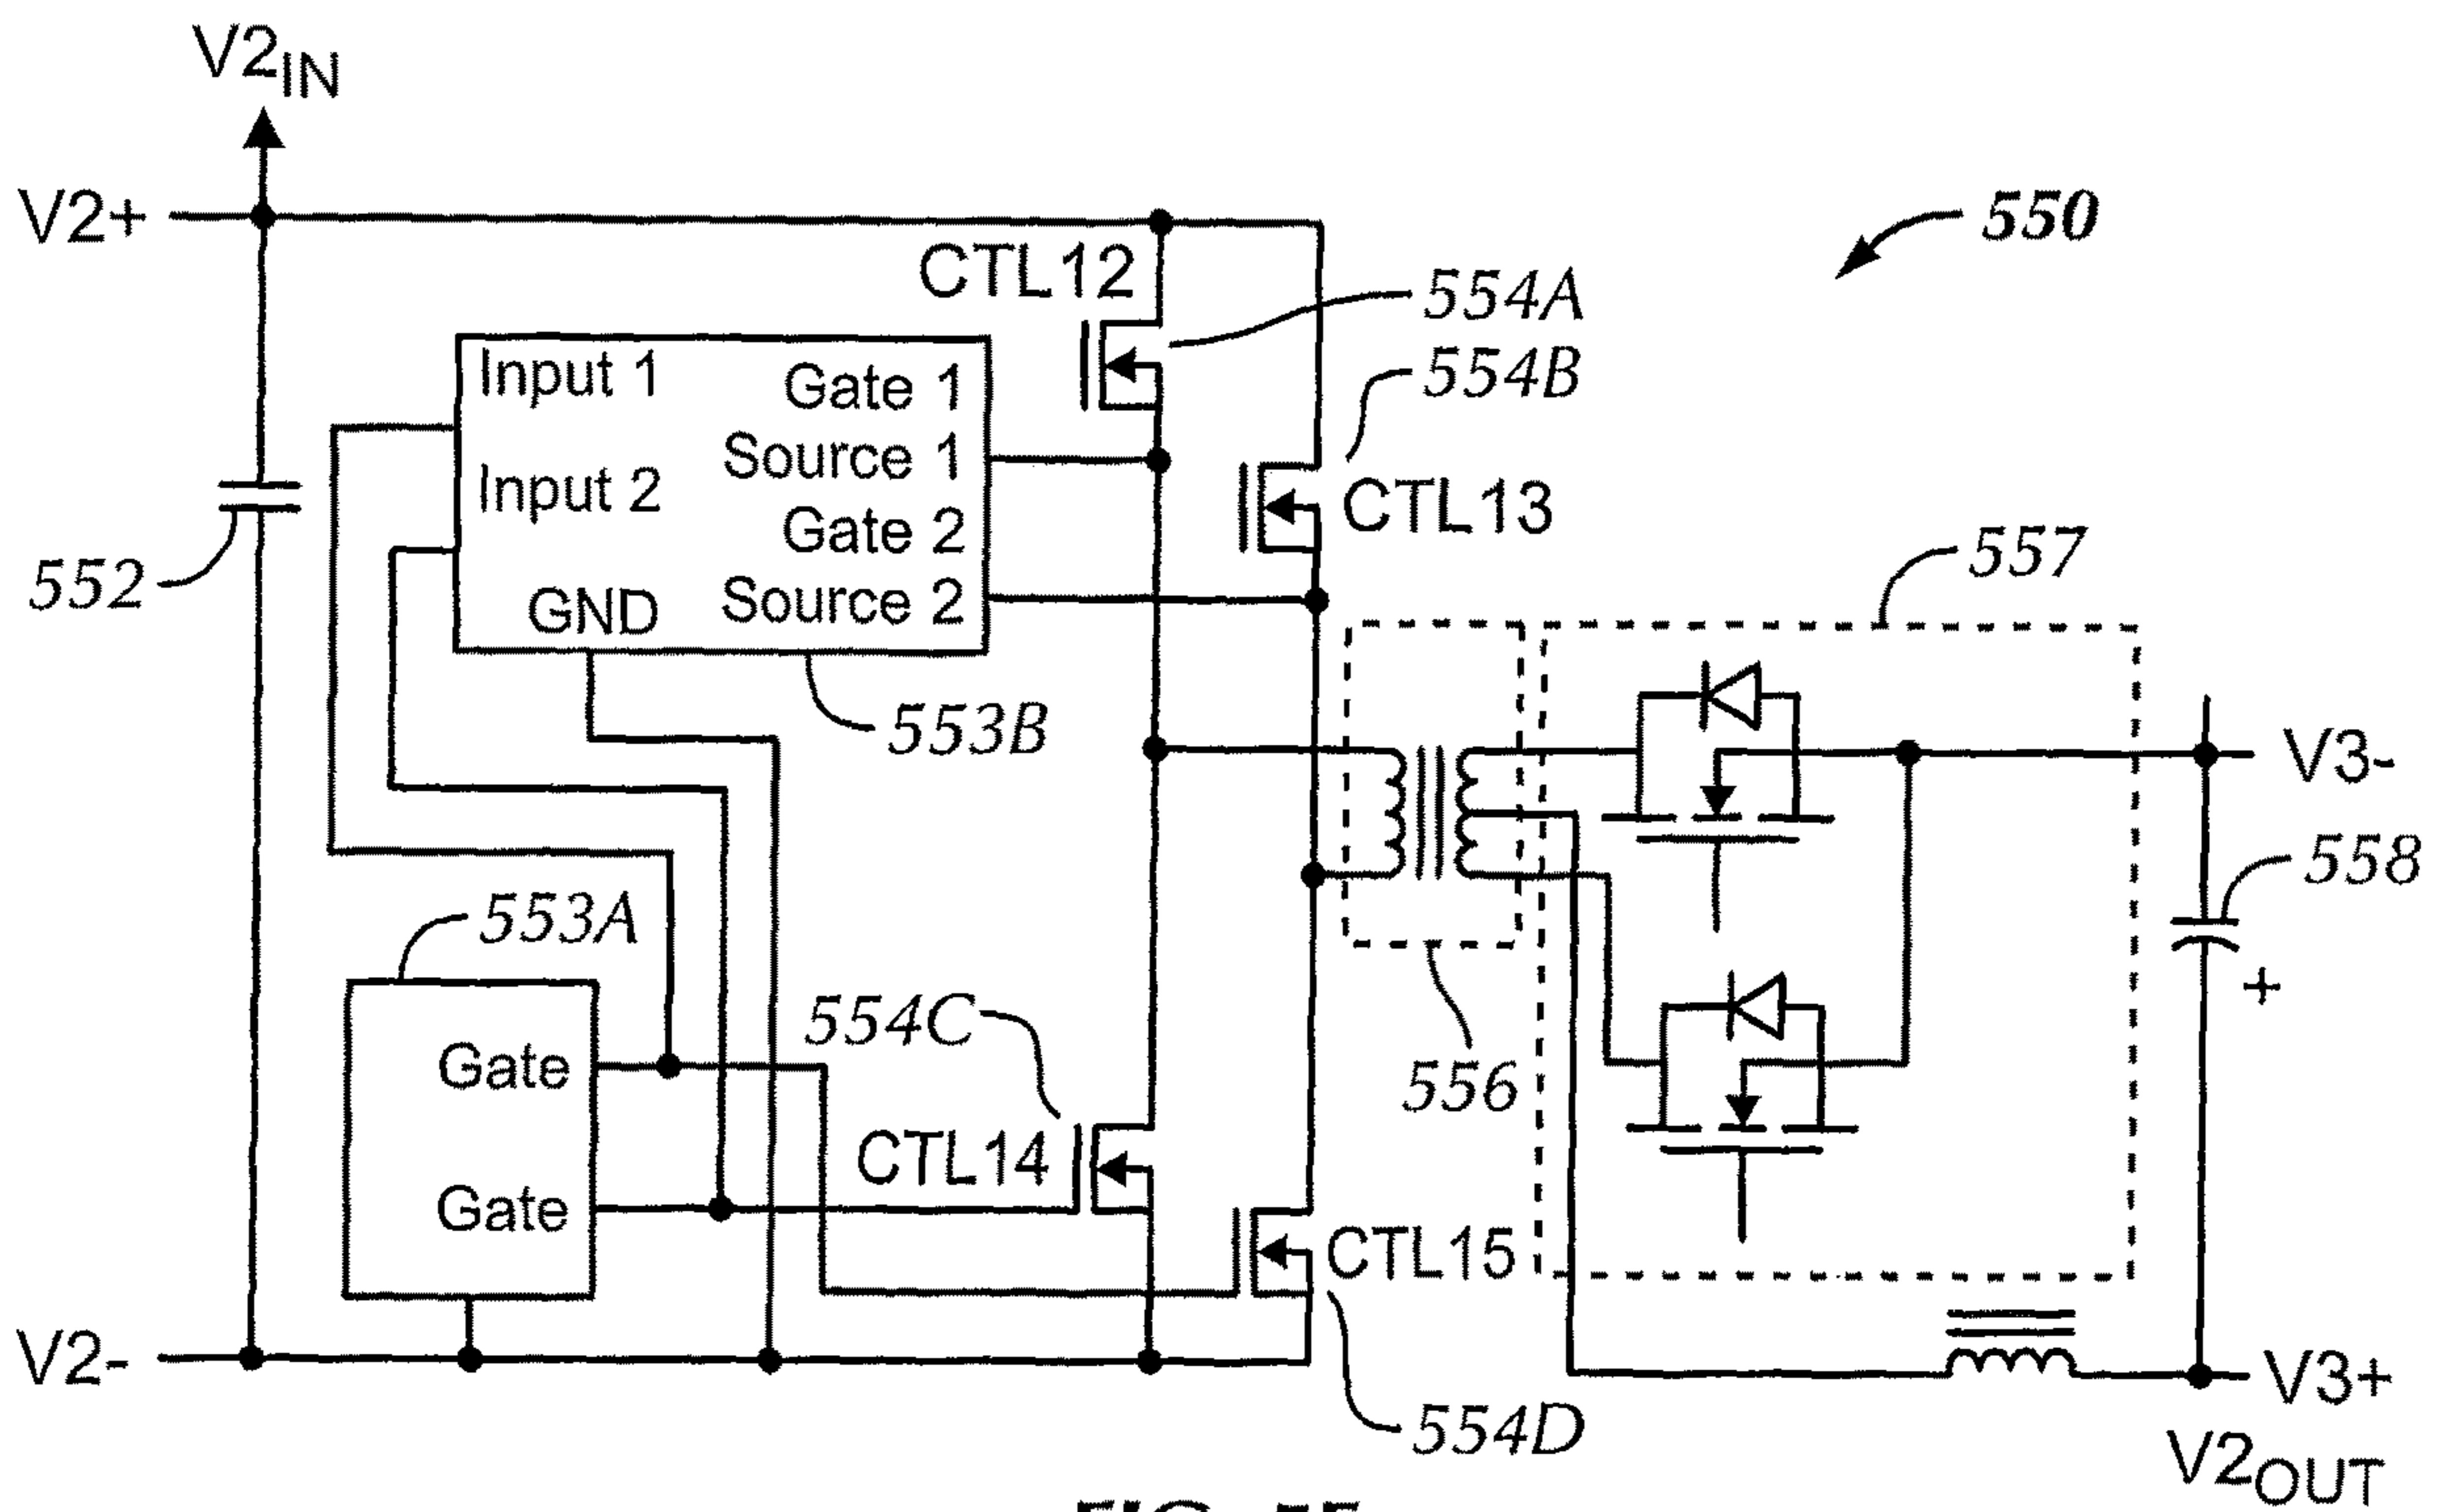 V2IN
V2+
550
CTL12
554A
554B
Input 1
Gate 1
Source 1
Input 2
CTL13
Gate 2
557
552
GND
Source 2
553B
V3-
558
553A
+
554C
Gate
556
CTL14
Gate
CTL15
V2-
V3+
554D
V2OUT